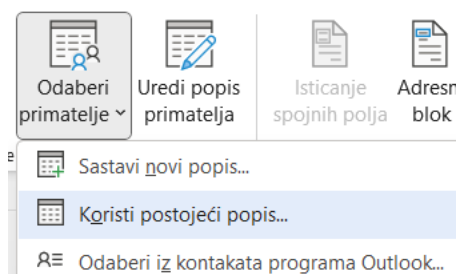 Odaberi
primatelje
Uredi popis
primatelja
Isticanje
spojnih polja
blok
Sastavi novi popis...
Koristi postojeći popis...
Odaberi iz kontakata programa Outlook...